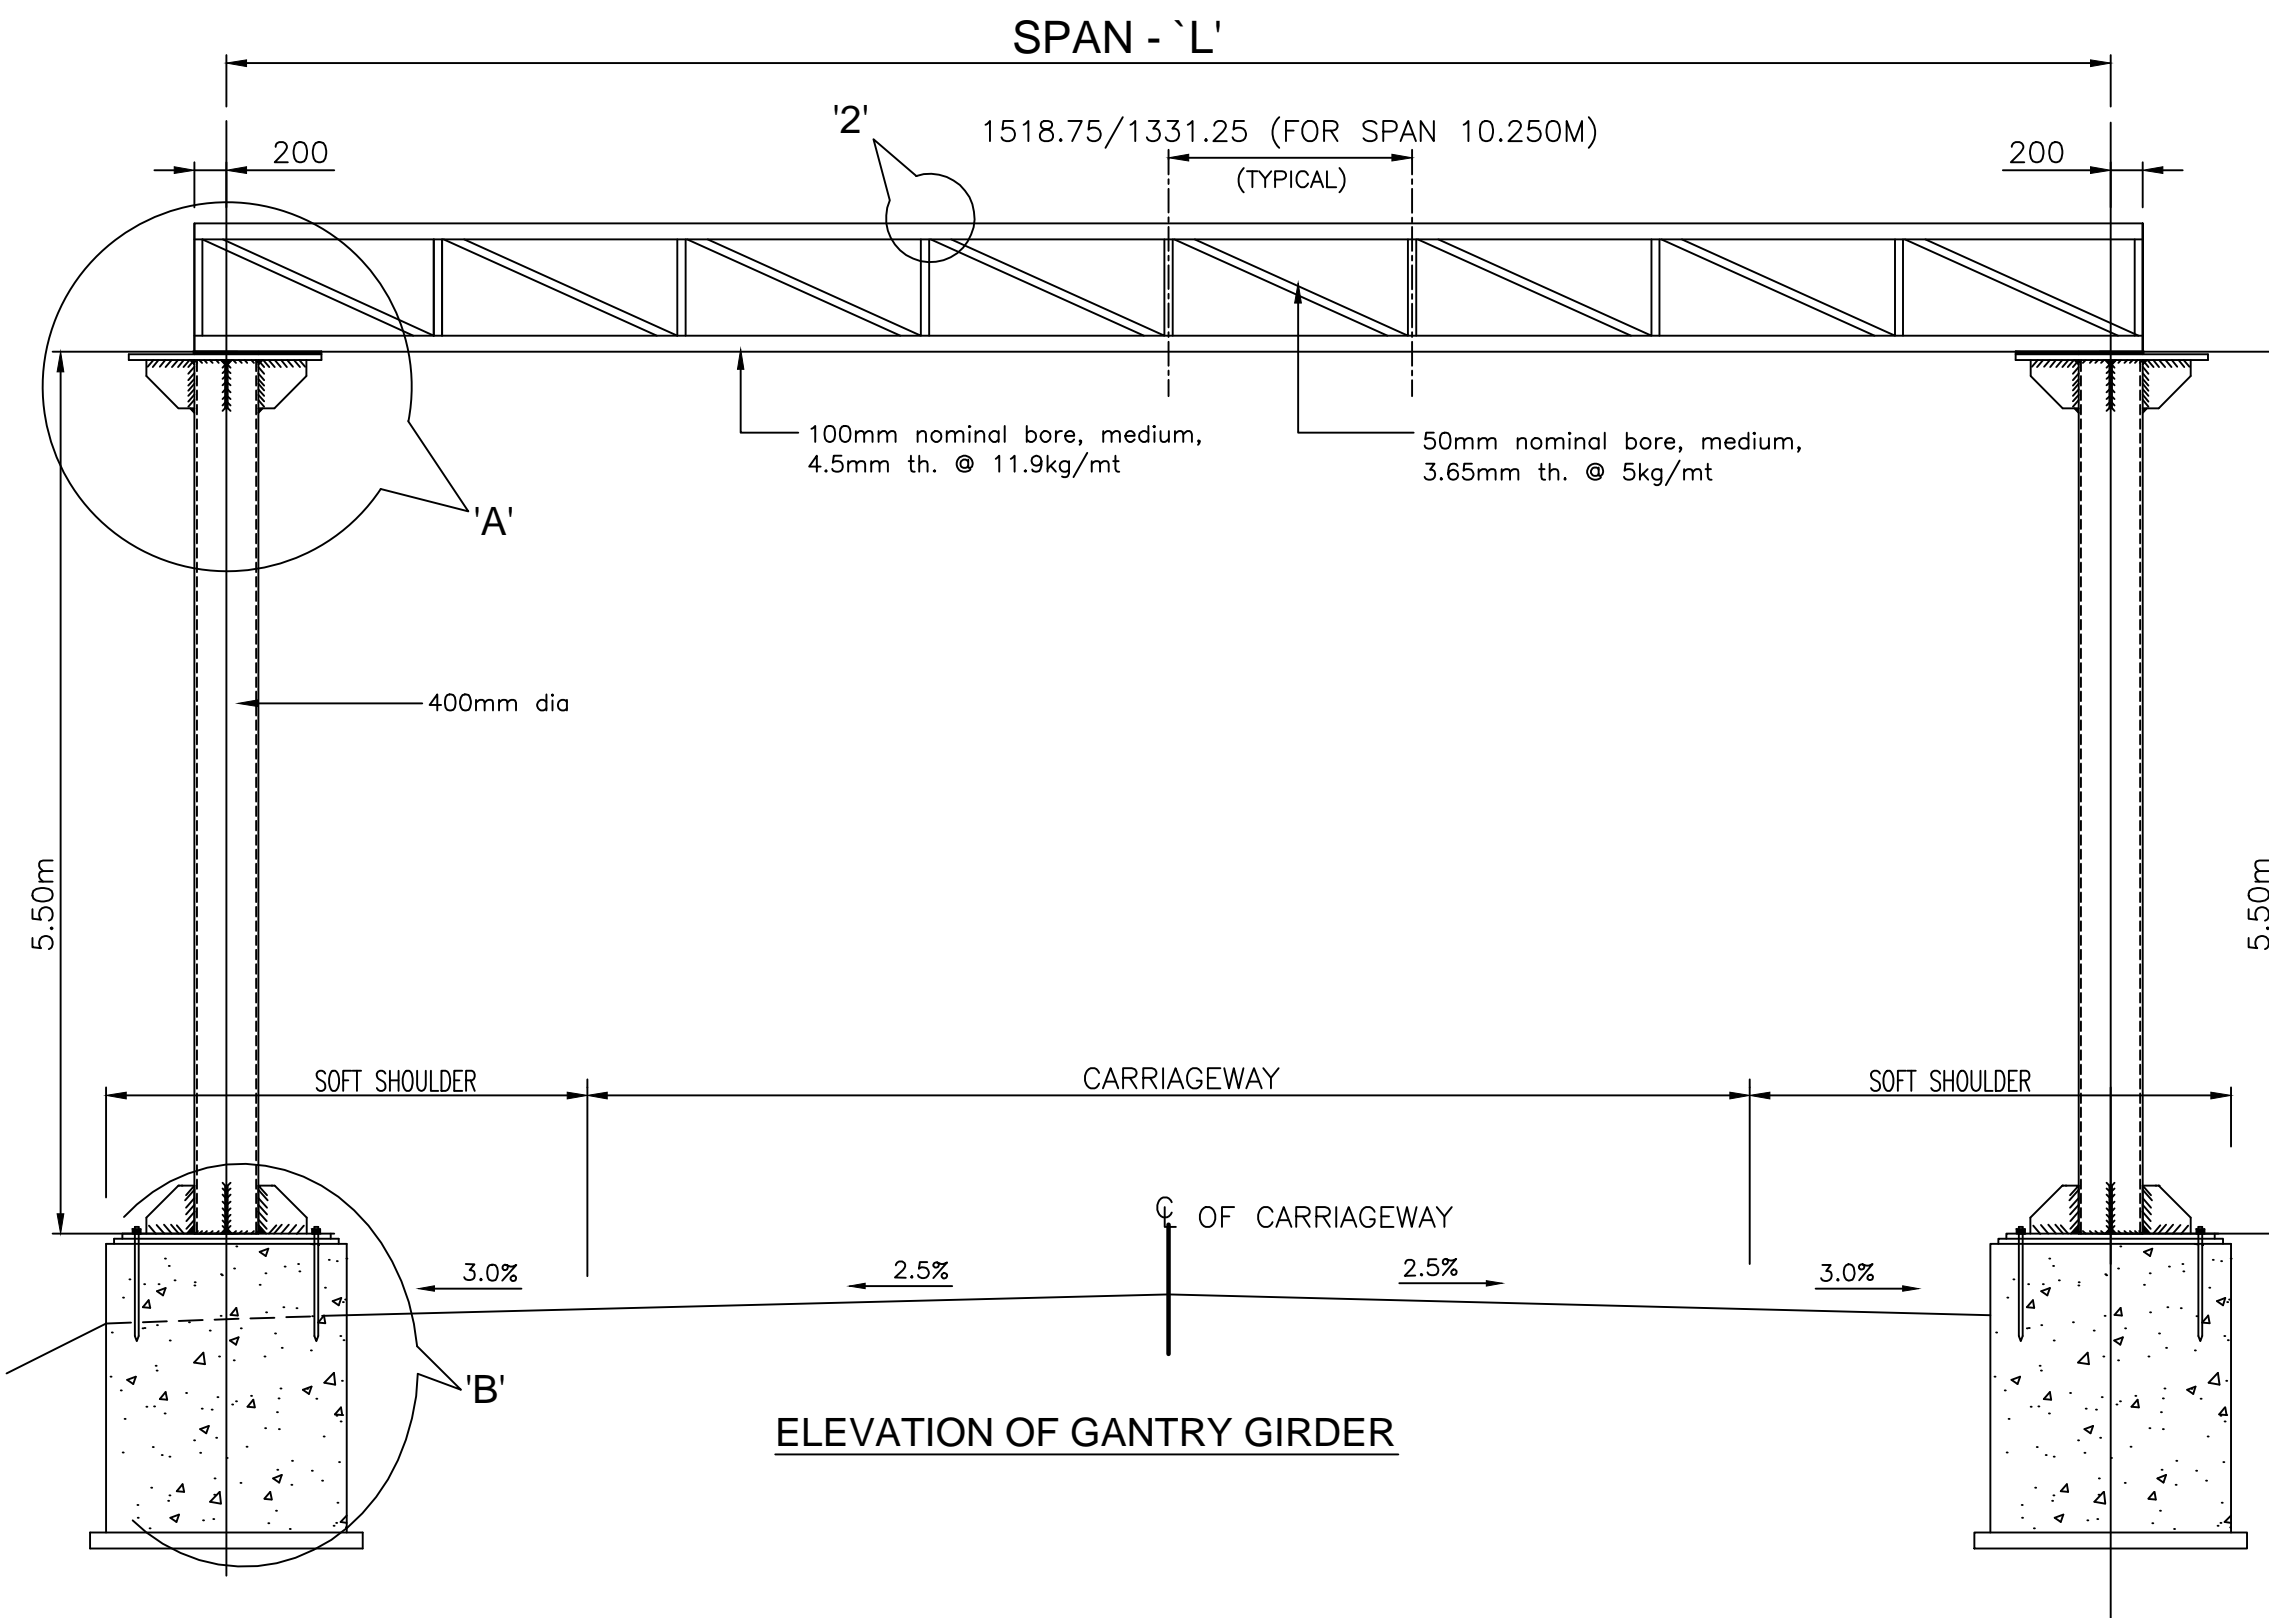 SPAN - `L'
'2'
1518.75/1331.25 (FOR SPAN 10.250M)
(TYPICAL)
200
200
100mm nominal bore, medium,
4.5mm th. @ 11.9kg/mt
50mm nominal bore, medium,
3.65mm th. @ 5kg/mt
'A'
400mm dia
5.50m
5.50m
SOFT SHOULDER
CARRIAGEWAY
SOFT SHOULDER
℄ OF CARRIAGEWAY
3.0%
2.5%
2.5%
3.0%
'B'
ELEVATION OF GANTRY GIRDER